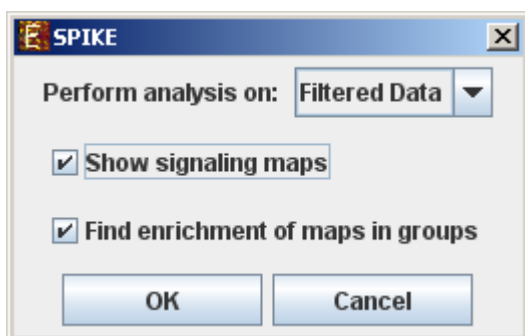 SPIKE
Perform analysis on: Filtered Data
Show signaling maps
Find enrichment of maps in groups
OK Cancel